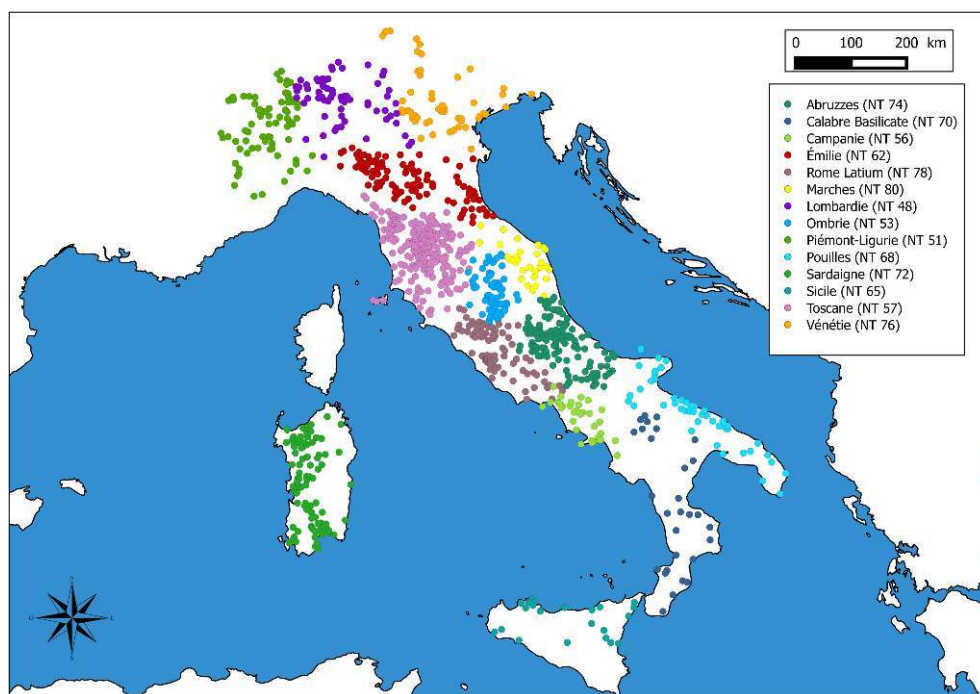 0 100 200 km
Abruzzes (NT 74)
Calabre Basilicate (NT 70)
Campanie (NT 56)
Émilie (NT 62)
Rome Latium (NT 78)
Marches (NT 80)
Lombardie (NT 48)
Ombrie (NT 53)
Piémont-Ligurie (NT 51)
Pouilles (NT 68)
Sardaigne (NT 72)
Sicile (NT 65)
Toscane (NT 57)
Vénétie (NT 76)